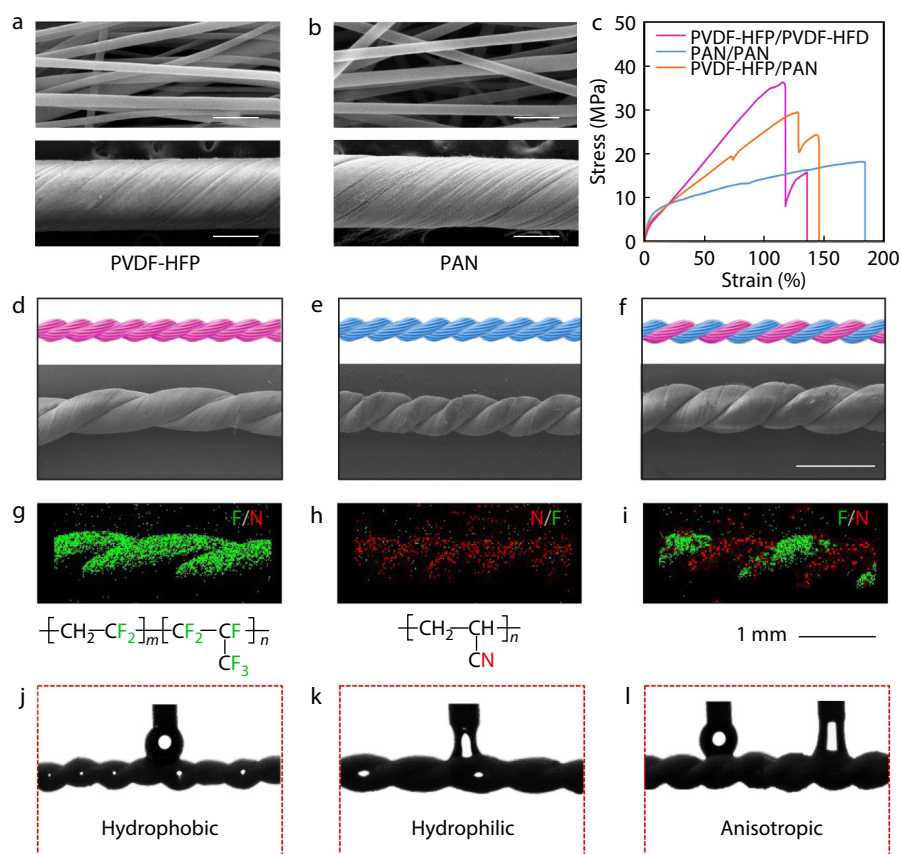 a
b
c
PVDF-HFP
PAN
50
40
30
20
10
0
Stress (MPa)
PVDF-HFP/PVDF-HFD
PAN/PAN
PVDF-HFP/PAN
0
50
100
150
200
Strain (%)
d
e
f
g
F/N
h
N/F
i
F/N
[CH2 CF2]m [CF2 CF]n
CF3
[CH2 CH]n
CN
1 mm
j
k
l
Hydrophobic
Hydrophilic
Anisotropic